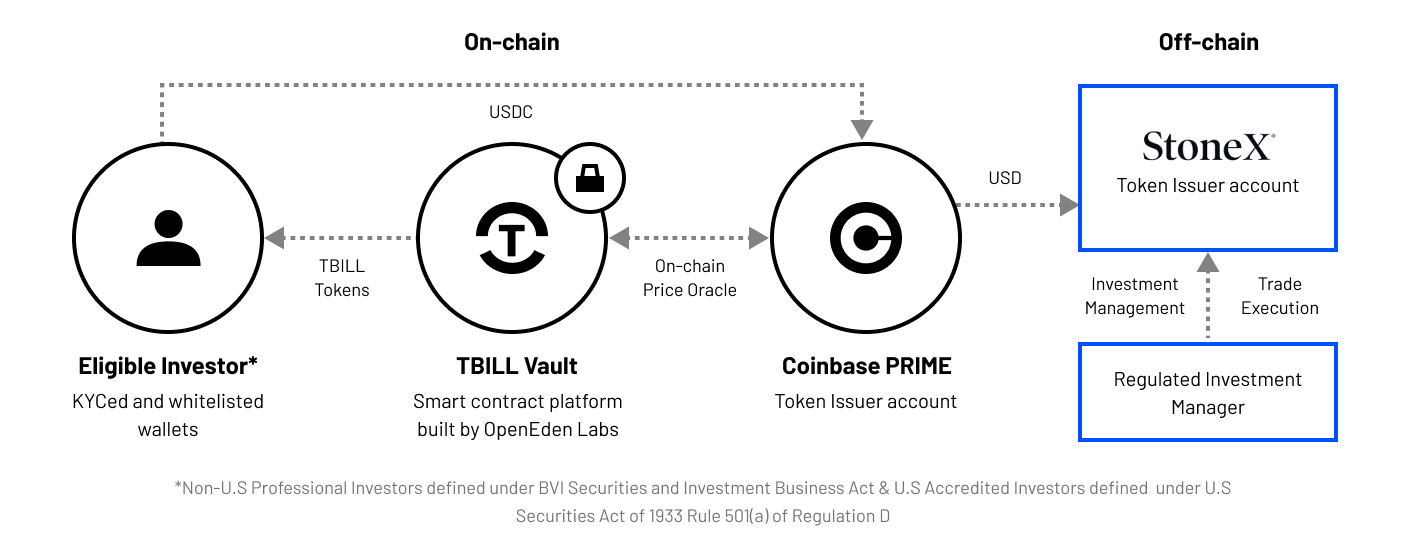 On-chain
Off-chain
USDC
StoneX®
Token Issuer account
USD
T
TBILL
Tokens
On-chain
Price Oracle
Investment
Management
Trade
Execution
Eligible Investor*
KYCed and whitelisted
wallets
TBILL Vault
Smart contract platform
built by OpenEden Labs
Coinbase PRIME
Token Issuer account
Regulated Investment
Manager
*Non-U.S Professional Investors defined under BVI Securities and Investment Business Act & U.S Accredited Investors defined  under U.S
Securities Act of 1933 Rule 501(a) of Regulation D